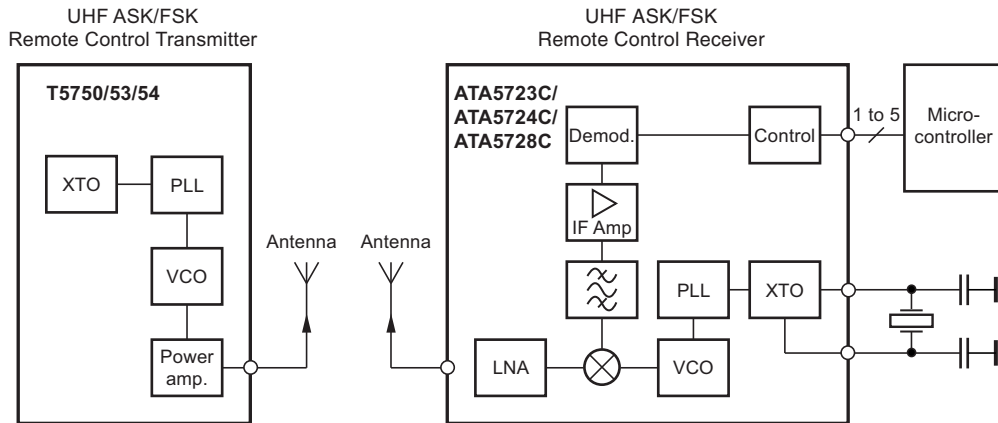 UHF ASK/FSK
Remote Control Transmitter
T5750/53/54
XTO
PLL
VCO
Power
amp.
Antenna
Antenna
UHF ASK/FSK
Remote Control Receiver
ATA5723C/
ATA5724C/
ATA5728C
Demod.
Control
1 to 5
Micro-
controller
IF Amp
PLL
XTO
LNA
VCO